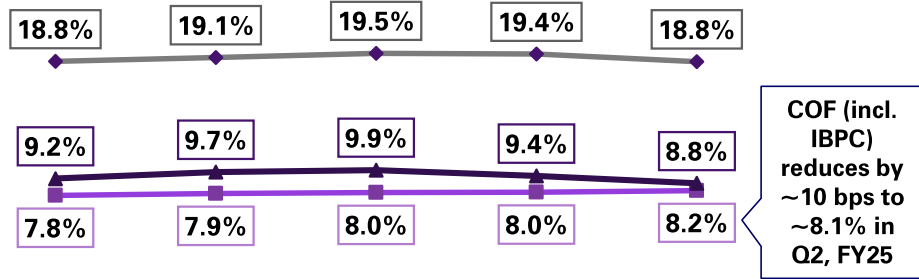 18.8% 19.1% 19.5% 19.4% 18.8%
9.2% 9.7% 9.9% 9.4% 8.8%
7.8% 7.9% 8.0% 8.0% 8.2%
COF (incl.
IBPC)
reduces by
~10 bps to
~8.1% in
Q2, FY25